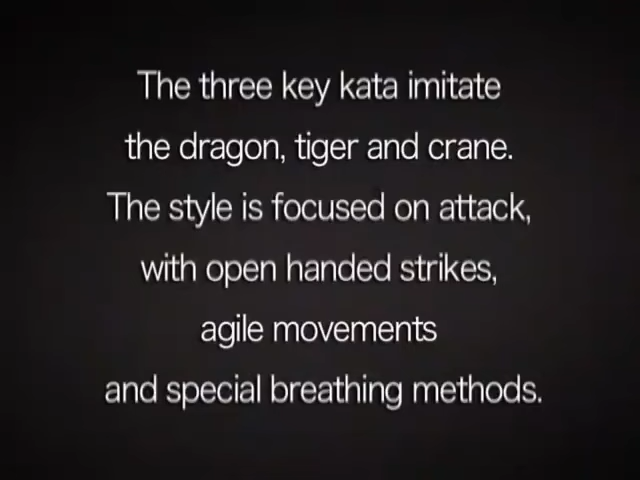 The three key kata imitate
the dragon, tiger and crane.
The style is focused on attack,
with open handed strikes,
agile movements
and special breathing methods.